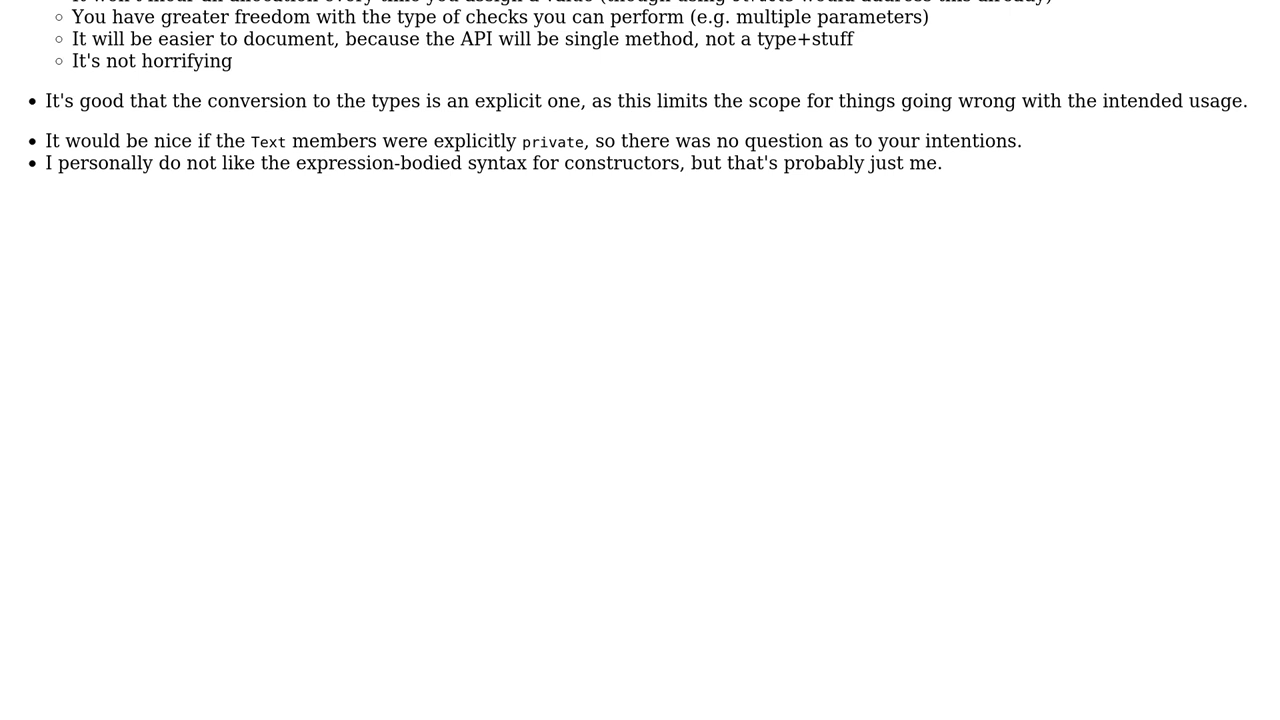 You have greater freedom with the type of checks you can perform (e.g. multiple parameters)
It will be easier to document, because the API will be single method, not a type+stuff
It's not horrifying
It's good that the conversion to the types is an explicit one, as this limits the scope for things going wrong with the intended usage.
It would be nice if the Text members were explicitly private, so there was no question as to your intentions.
I personally do not like the expression-bodied syntax for constructors, but that's probably just me.